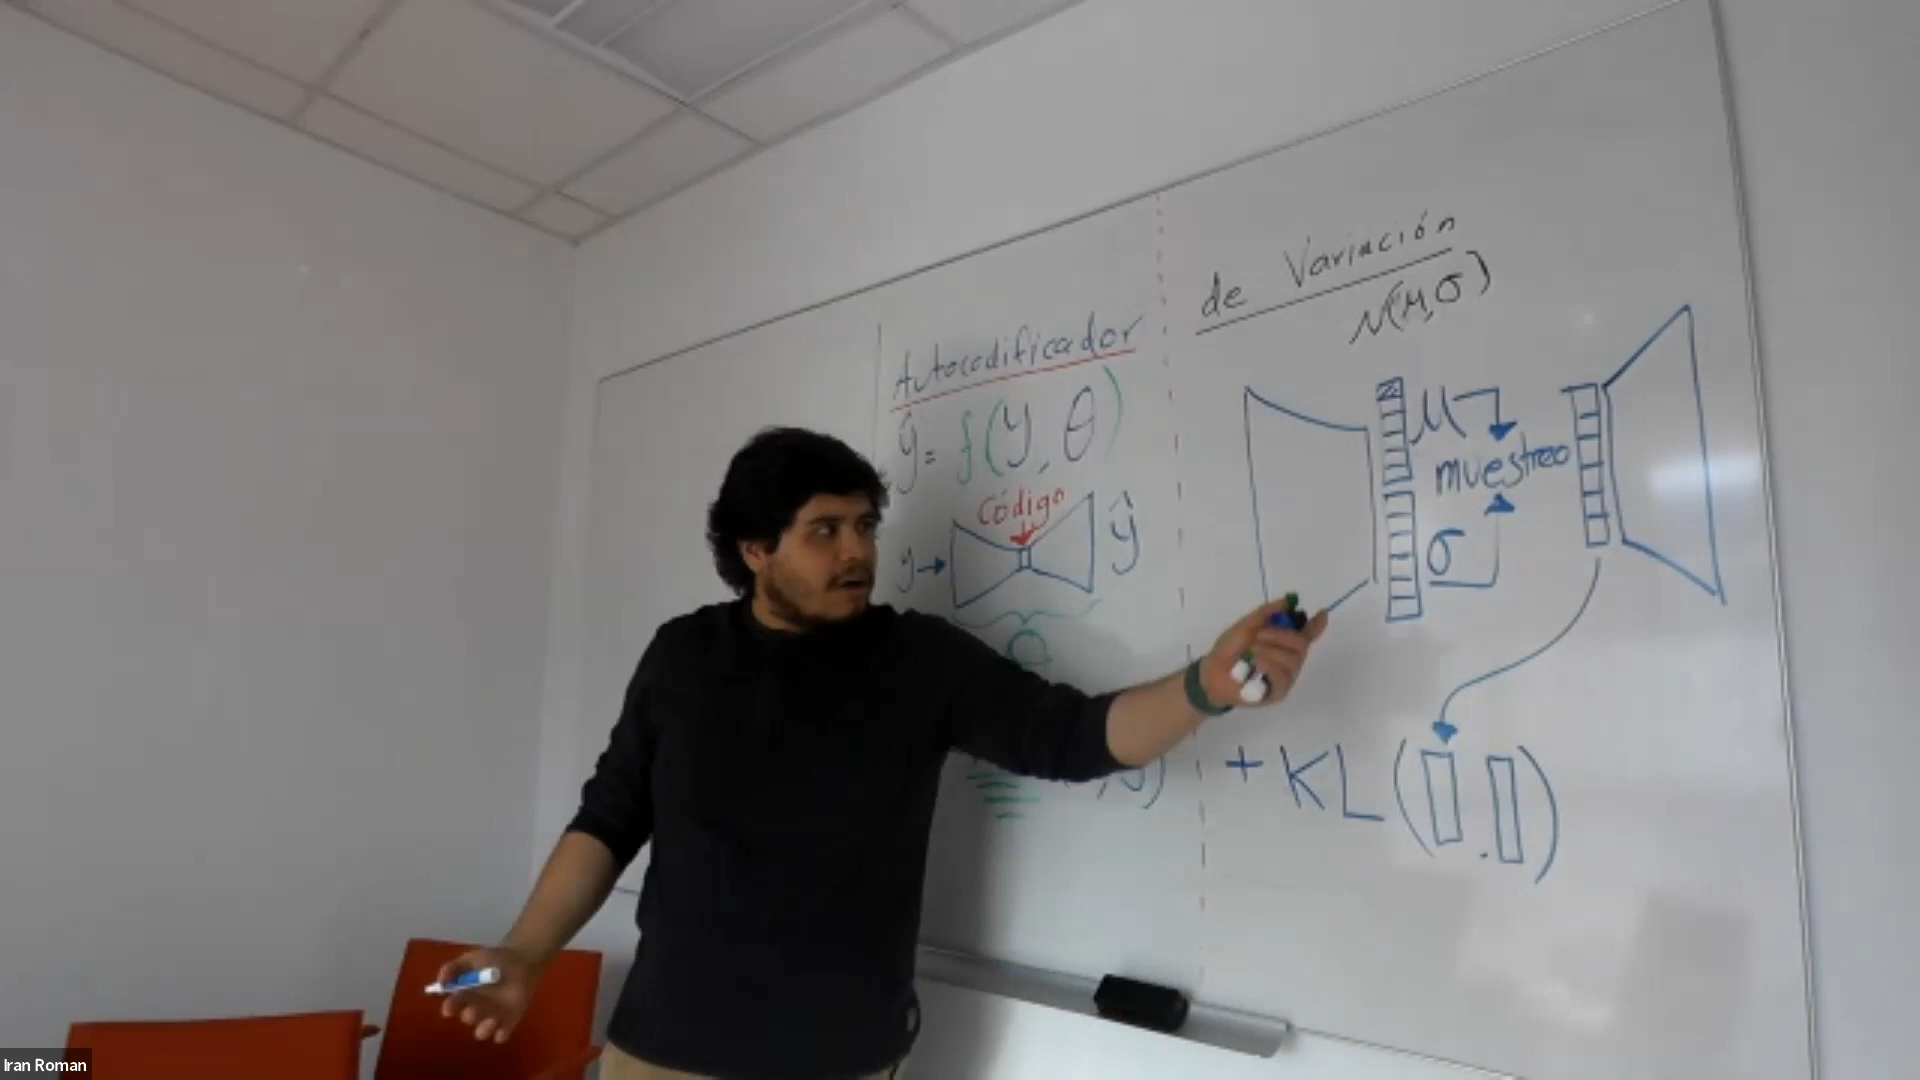 Autocodificador
ŷ = f(y, θ)
Código
y → ŷ
θ
, y)
de Variación
N(μ, σ)
μ
muestreo
σ
+ KL ( , )
Iran Roman